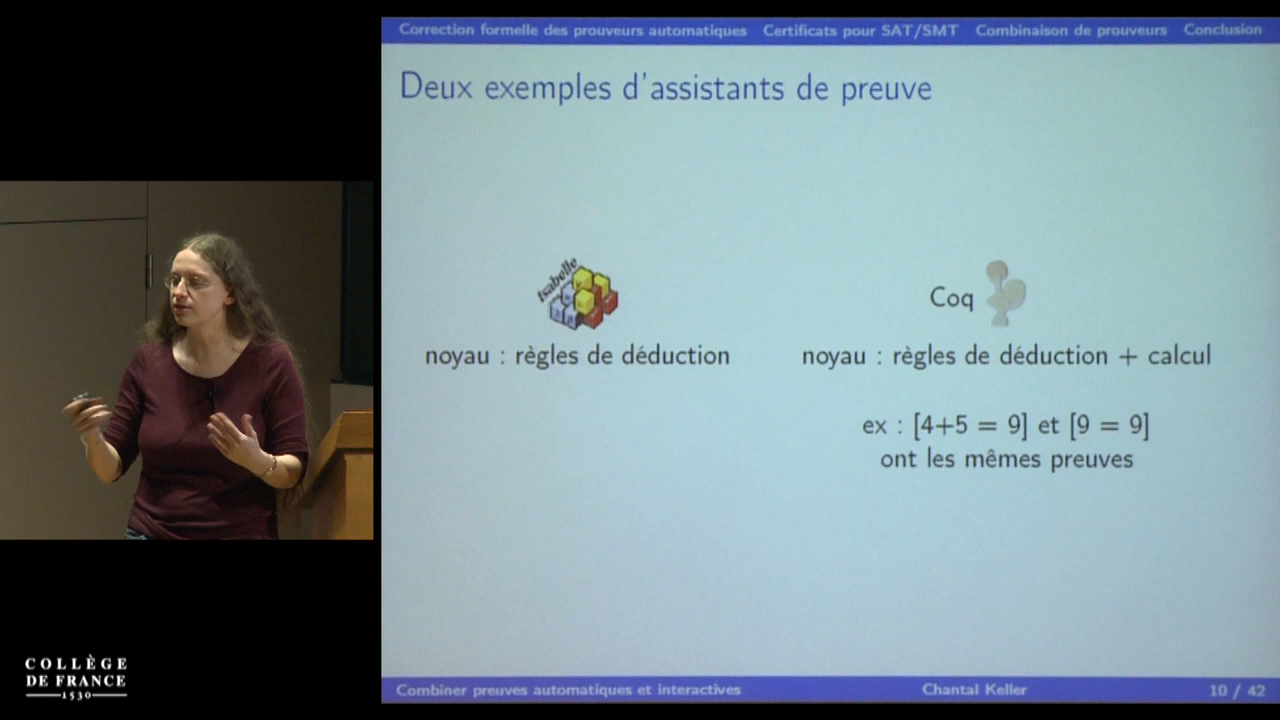 Correction formelle des prouveurs automatiques Certificats pour SAT/SMT Combinaison de prouveurs Conclusion
Deux exemples d'assistants de preuve
Isabelle
Coq
noyau : règles de déduction
noyau : règles de déduction + calcul
ex : [4+5 = 9] et [9 = 9]
ont les mêmes preuves
COLLÈGE
DE FRANCE
1530
Combiner preuves automatiques et interactives Chantal Keller 10 / 42